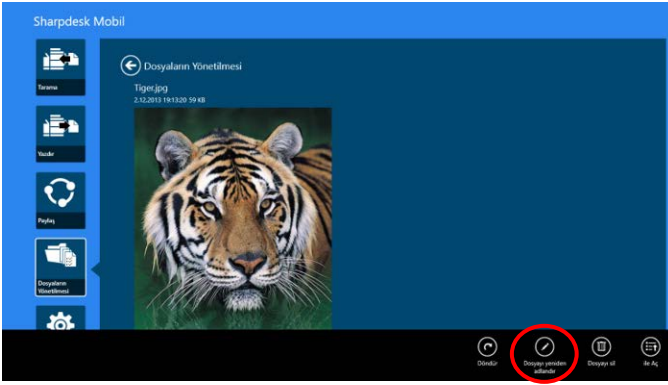 Sharpdesk Mobil
Tarama
Yazdır
Paylaş
Dosyaların
Yönetilmesi
Dosyaların Yönetilmesi
Tiger.jpg
2.12.2013 19:13:20 59 KB
Döndür
Dosyayı yeniden
adlandır
Dosyayı sil
ile Aç